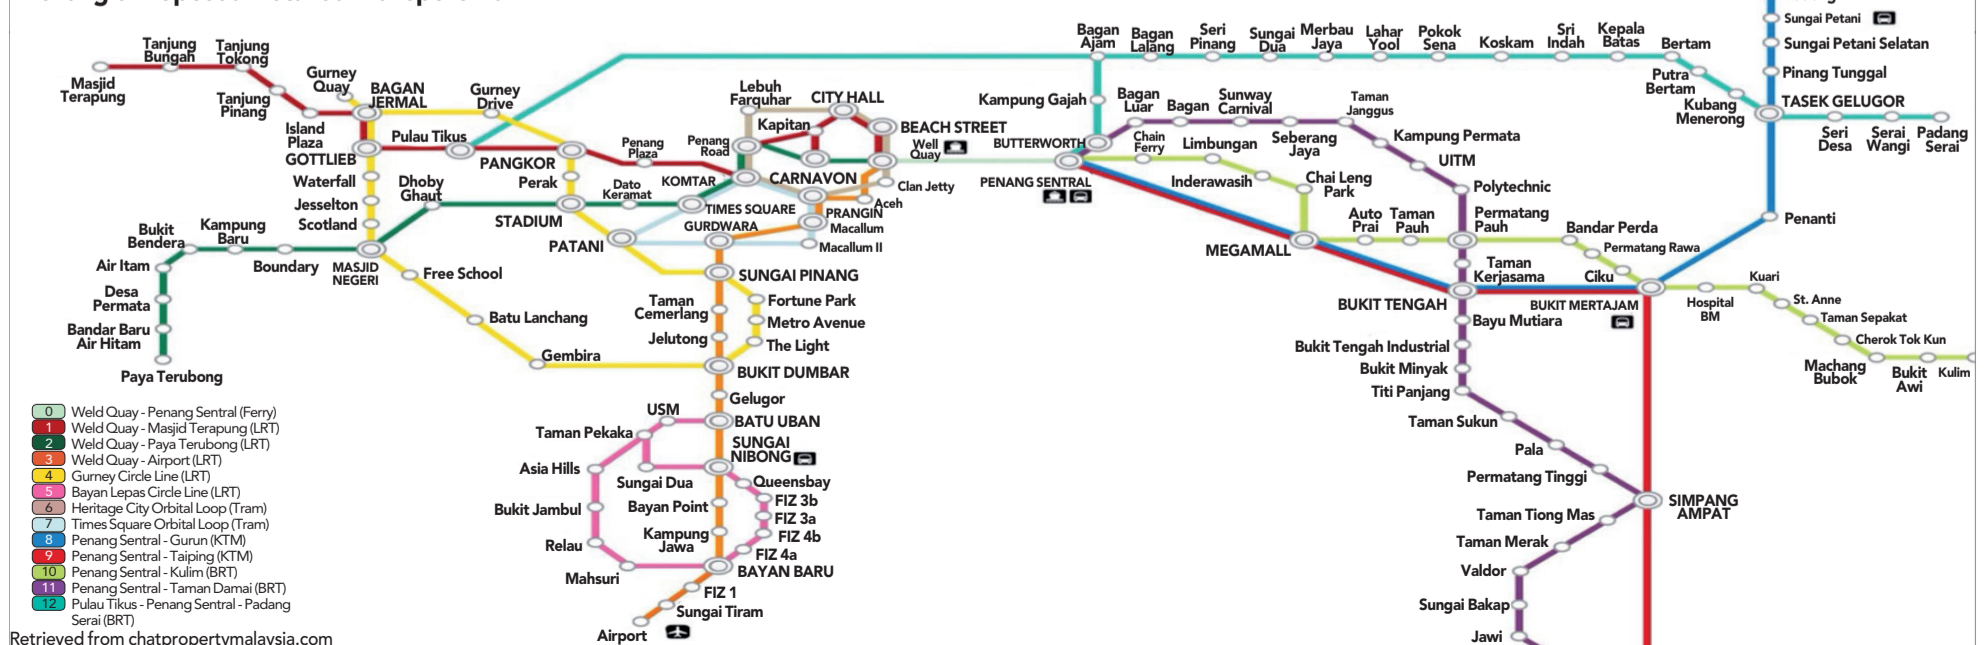 Sungai Petani
Sungai Petani Selatan
Pinang Tunggal
TASEK GELUGOR
Seri
Desa
Serai
Wangi
Padang
Serai
Penanti
Bagan
Ajam
Bagan
Lalang
Seri
Pinang
Sungai
Dua
Merbau
Jaya
Lahar
Yool
Pokok
Sena
Koskam
Sri
Indah
Kepala
Batas
Bertam
Putra
Bertam
Kubang
Menerong
Kampung Gajah
BUTTERWORTH
PENANG SENTRAL
Bagan
Luar
Bagan
Sunway
Carnival
Seberang
Jaya
Taman
Janggus
Kampung Permata
UITM
Polytechnic
Permatang
Pauh
Chain
Ferry
Limbungan
Inderawasih
Chai Leng
Park
MEGAMALL
Auto
Prai
Taman
Pauh
Bandar Perda
Permatang Rawa
Ciku
Taman
Kerjasama
BUKIT TENGAH
BUKIT MERTAJAM
Hospital
BM
Kuari
St. Anne
Taman Sepakat
Cherok Tok Kun
Machang
Bubok
Bukit
Awi
Kulim
Bayu Mutiara
Bukit Tengah Industrial
Bukit Minyak
Titi Panjang
Taman Sukun
Pala
Permatang Tinggi
SIMPANG
AMPAT
Taman Tiong Mas
Taman Merak
Valdor
Sungai Bakap
Jawi
Masjid
Terapung
Tanjung
Bungah
Tanjung
Tokong
Tanjung
Pinang
Island
Plaza
Gurney
Quay
BAGAN
JERMAL
Gurney
Drive
GOTTLIEB
Pulau Tikus
PANGKOR
Penang
Plaza
Penang
Road
Lebuh
Farquhar
Kapitan
CITY HALL
BEACH STREET
Well
Quay
Clan Jetty
Aceh
CARNAVON
KOMTAR
TIMES SQUARE
PRANGIN
Macallum
Macallum II
GURDWARA
Waterfall
Jesselton
Scotland
MASJID
NEGERI
Dhoby
Ghaut
Perak
Dato
Keramat
STADIUM
PATANI
Bukit
Bendera
Kampung
Baru
Boundary
Air Itam
Desa
Permata
Bandar Baru
Air Hitam
Paya Terubong
Free School
Batu Lanchang
Gembira
SUNGAI PINANG
Taman
Cemerlang
Jelutong
Fortune Park
Metro Avenue
The Light
BUKIT DUMBAR
Gelugor
BATU UBAN
USM
Taman Pekaka
SUNGAI
NIBONG
Sungai Dua
Asia Hills
Bukit Jambul
Relau
Mahsuri
Bayan Point
Kampung
Jawa
Queensbay
FIZ 3b
FIZ 3a
FIZ 4b
FIZ 4a
BAYAN BARU
FIZ 1
Sungai Tiram
Airport
0 Weld Quay - Penang Sentral (Ferry)
1 Weld Quay - Masjid Terapung (LRT)
2 Weld Quay - Paya Terubong (LRT)
3 Weld Quay - Airport (LRT)
4 Gurney Circle Line (LRT)
5 Bayan Lepas Circle Line (LRT)
6 Heritage City Orbital Loop (Tram)
7 Times Square Orbital Loop (Tram)
8 Penang Sentral - Gurun (KTM)
9 Penang Sentral - Taiping (KTM)
10 Penang Sentral - Kulim (BRT)
11 Penang Sentral - Taman Damai (BRT)
12 Pulau Tikus - Penang Sentral - Padang
Serai (BRT)
Retrieved from chatpropertymalaysia.com